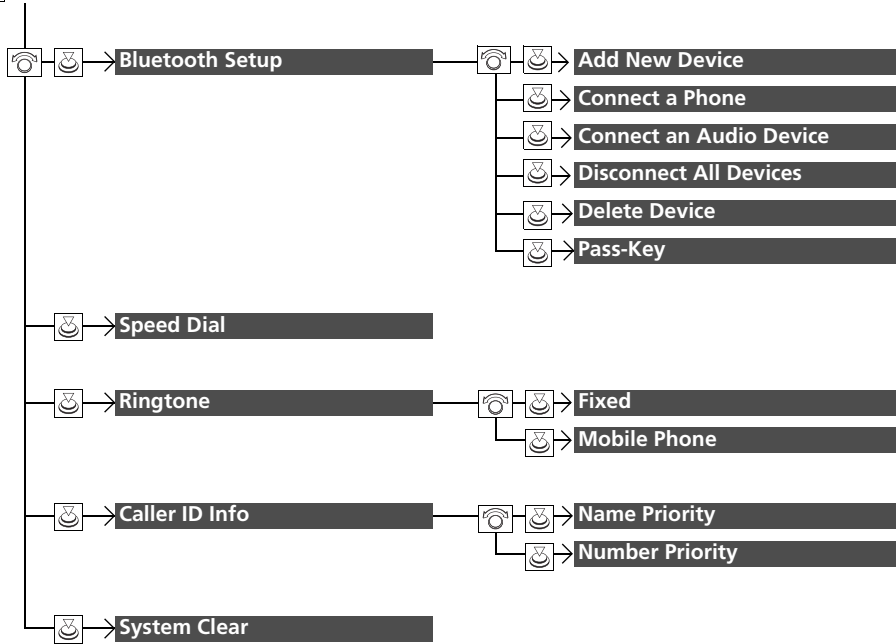 Bluetooth Setup
Add New Device
Connect a Phone
Connect an Audio Device
Disconnect All Devices
Delete Device
Pass-Key
Speed Dial
Ringtone
Fixed
Mobile Phone
Caller ID Info
Name Priority
Number Priority
System Clear